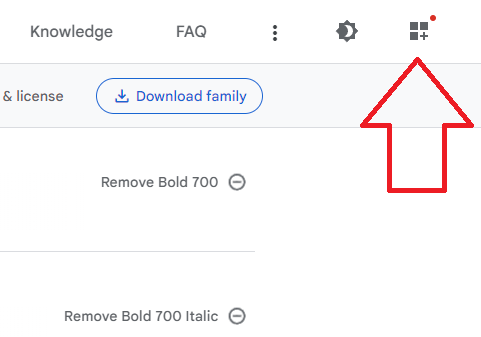 Knowledge FAQ
& license Download family
Remove Bold 700
Remove Bold 700 Italic